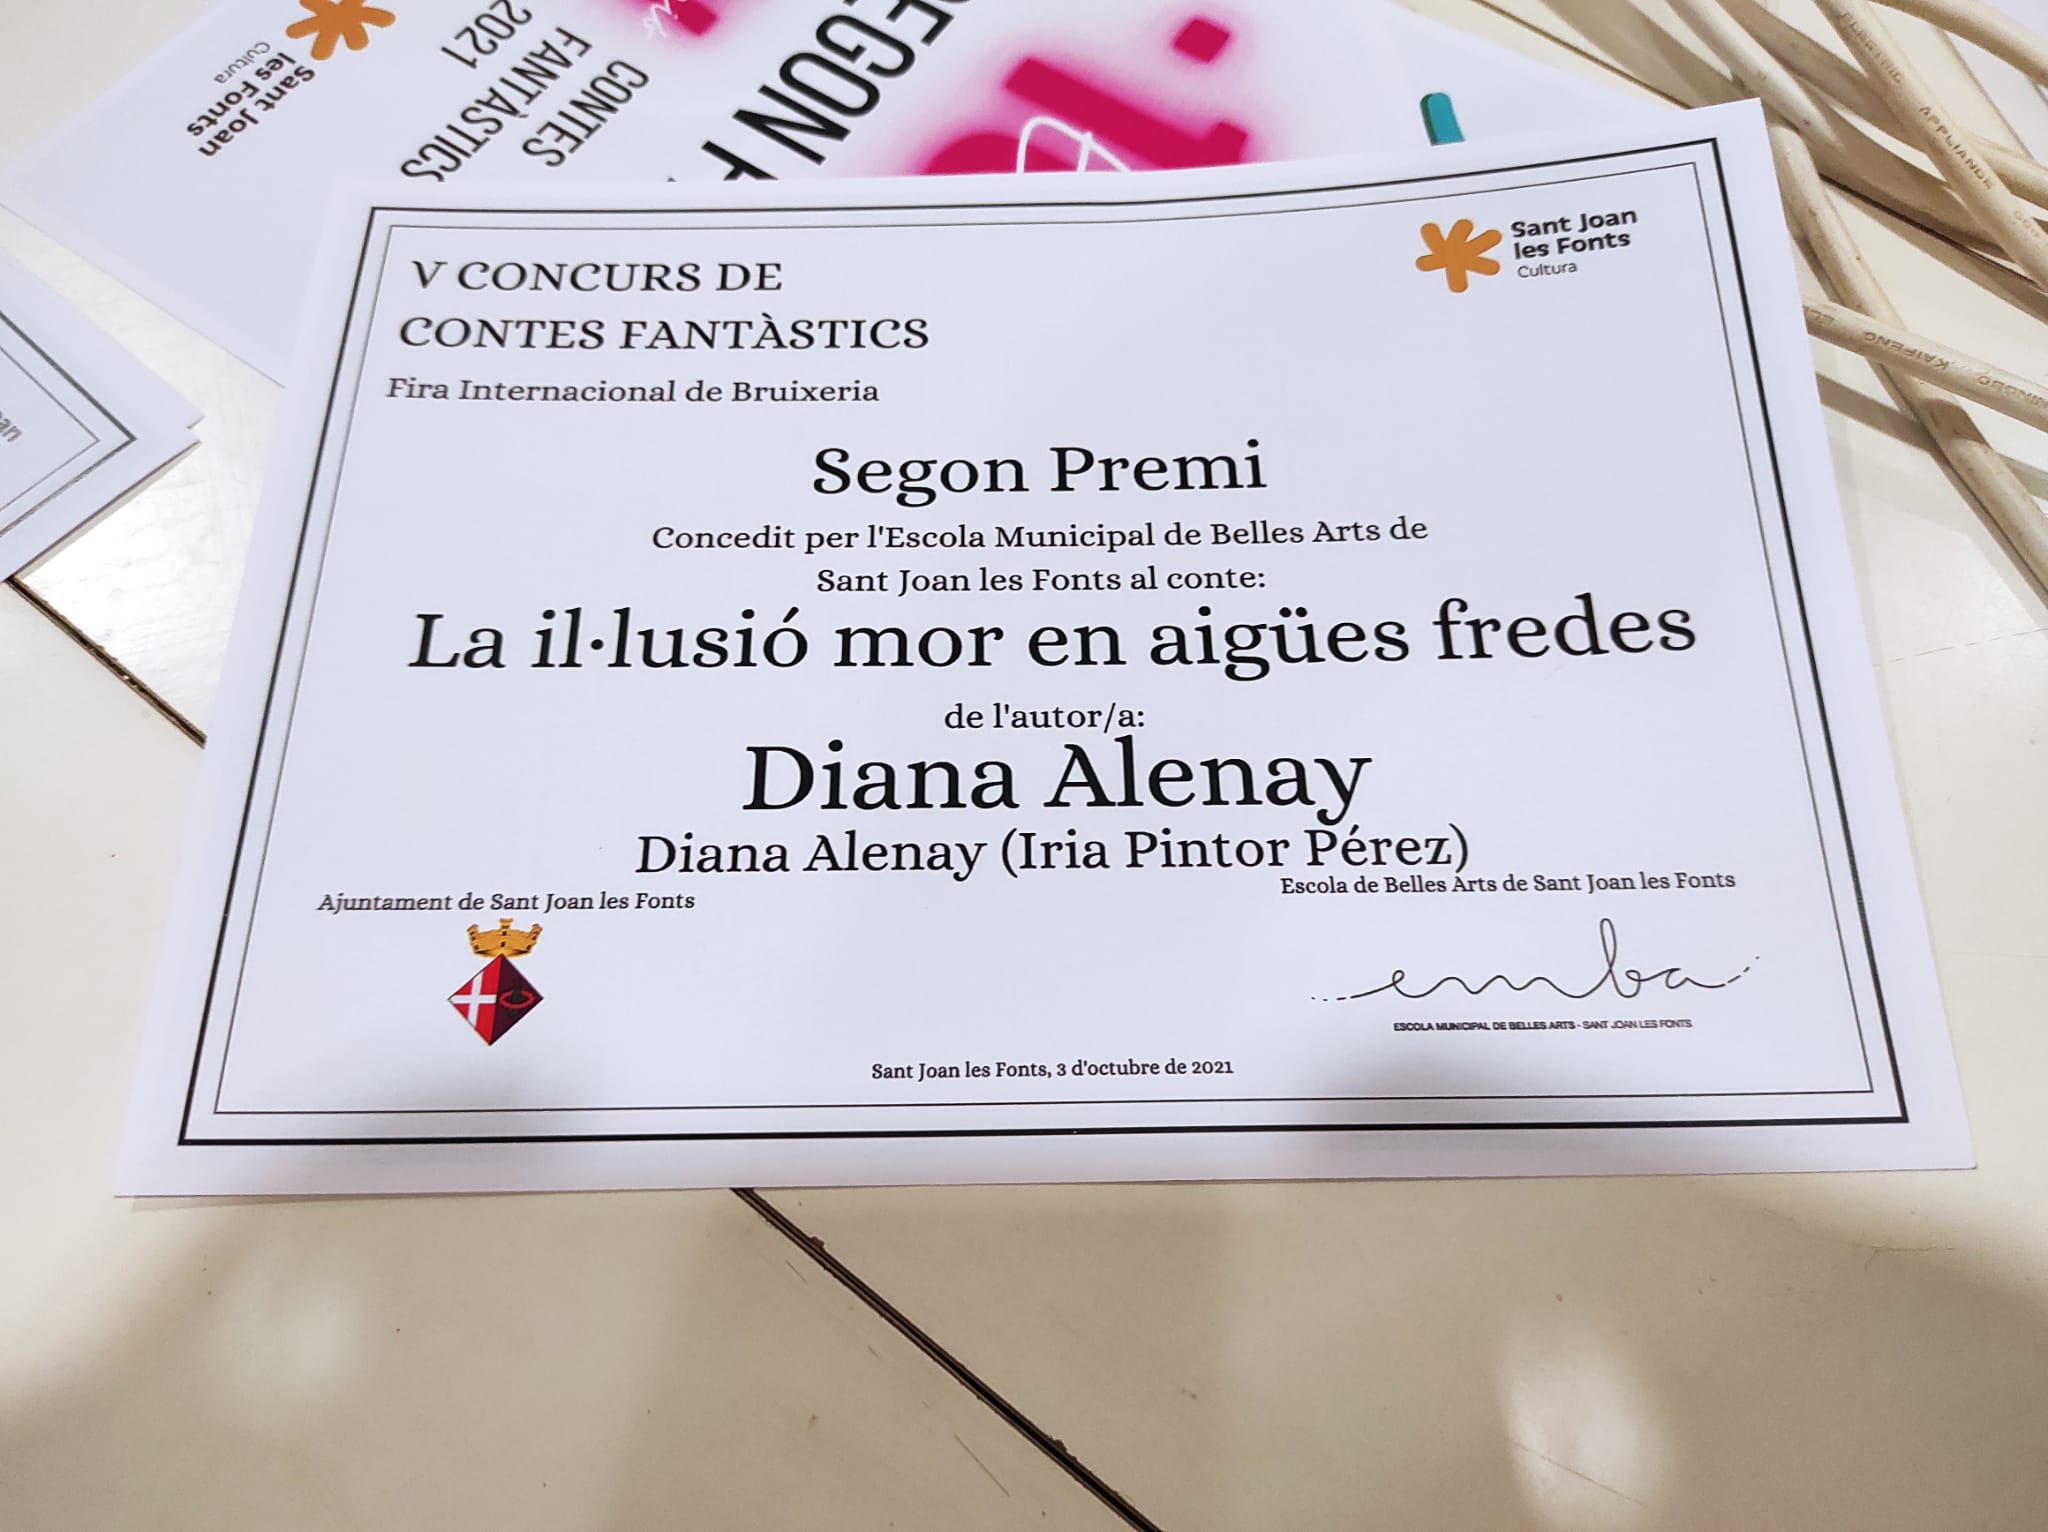 Sant Joan
les Fonts
Cultura
CONTES
FANTÀSTICS
2021
V CONCURS DE
CONTES FANTÀSTICS
Fira Internacional de Bruixeria
Sant Joan
les Fonts
Cultura
Segon Premi
Concedit per l'Escola Municipal de Belles Arts de
Sant Joan les Fonts al conte:
La il·lusió mor en aigües fredes
de l'autor/a:
Diana Alenay
Diana Alenay (Iria Pintor Pérez)
Ajuntament de Sant Joan les Fonts
Escola de Belles Arts de Sant Joan les Fonts
emba
ESCOLA MUNICIPAL DE BELLES ARTS - SANT JOAN LES FONTS
Sant Joan les Fonts, 3 d'octubre de 2021
APPLIANCE
KAIFENG